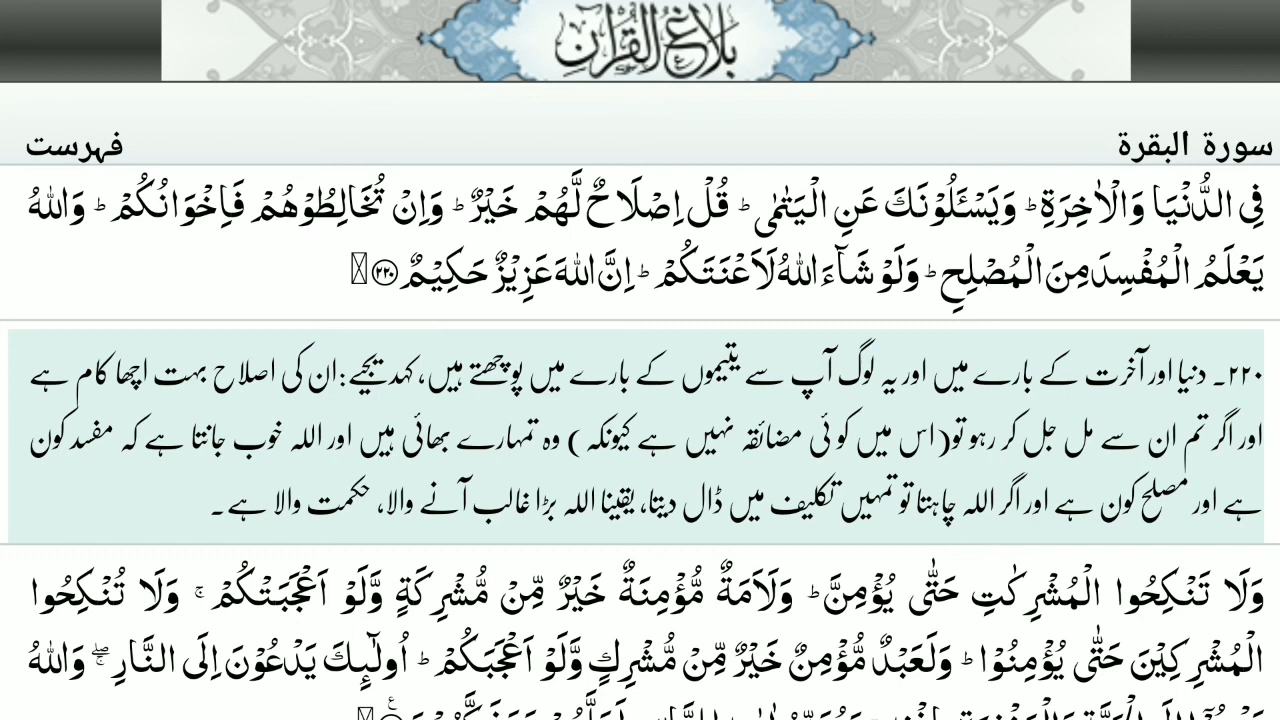 بلاغ القرآن
سورة البقرة
فہرست
فِی الدُّنۡیَا وَالۡاٰخِرَۃِ ؕ وَیَسۡـَٔلُوۡنَکَ عَنِ الۡیَتٰمٰی ؕ قُلۡ اِصۡلَاحٌ لَّہُمۡ خَیۡرٌ ؕ وَاِنۡ تُخَالِطُوۡہُمۡ فَاِخۡوَانُکُمۡ ؕ وَاللّٰہُ
یَعۡلَمُ الۡمُفۡسِدَ مِنَ الۡمُصۡلِحِ ؕ وَلَوۡ شَآءَ اللّٰہُ لَاَعۡنَتَکُمۡ ؕ اِنَّ اللّٰہَ عَزِیۡزٌ حَکِیۡمٌ ﴿۲۲۰﴾
۲۲۰۔ دنیا اور آخرت کے بارے میں اور یہ لوگ آپ سے یتیموں کے بارے میں پوچھتے ہیں، کہدیجیے: ان کی اصلاح بہت اچھا کام ہے
اور اگر تم ان سے مل جل کر رہو تو (اس میں کوئی مضائقہ نہیں ہے کیونکہ ) وہ تمہارے بھائی ہیں اور اللہ خوب جانتا ہے کہ مفسد کون
ہے اور مصلح کون ہے اور اگر اللہ چاہتا تو تمہیں تکلیف میں ڈال دیتا، یقینا اللہ بڑا غالب آنے والا، حکمت والا ہے۔
وَلَا تَنۡکِحُوا الۡمُشۡرِکٰتِ حَتّٰی یُؤۡمِنَّ ؕ وَلَاَمَۃٌ مُّؤۡمِنَۃٌ خَیۡرٌ مِّنۡ مُّشۡرِکَۃٍ وَّلَوۡ اَعۡجَبَتۡکُمۡ ۚ وَلَا تُنۡکِحُوا
الۡمُشۡرِکِیۡنَ حَتّٰی یُؤۡمِنُوۡا ؕ وَلَعَبۡدٌ مُّؤۡمِنٌ خَیۡرٌ مِّنۡ مُّشۡرِکٍ وَّلَوۡ اَعۡجَبَکُمۡ ؕ اُولٰٓئِکَ یَدۡعُوۡنَ اِلَی النَّارِ ۚۖ وَاللّٰہُ